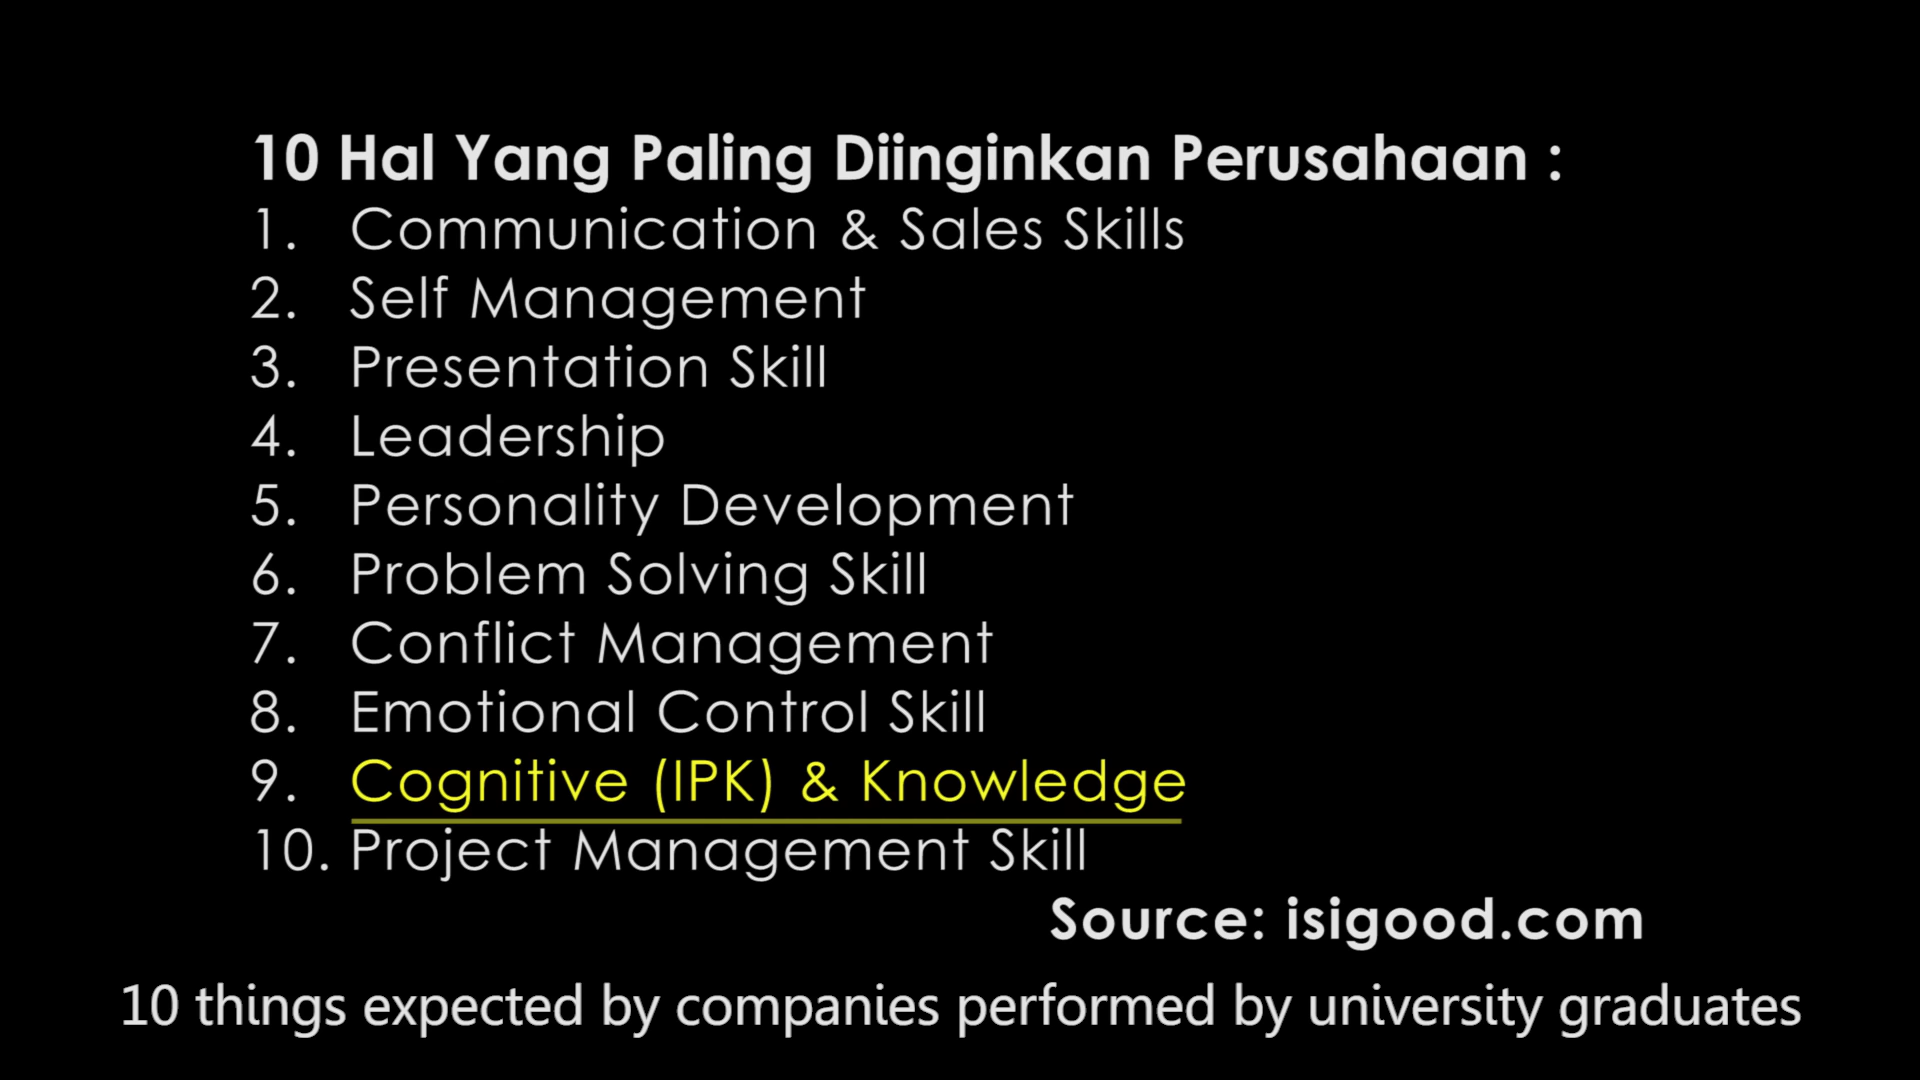 10 Hal Yang Paling Diinginkan Perusahaan :
1. Communication & Sales Skills
2. Self Management
3. Presentation Skill
4. Leadership
5. Personality Development
6. Problem Solving Skill
7. Conflict Management
8. Emotional Control Skill
9. Cognitive (IPK) & Knowledge
10. Project Management Skill
Source: isigood.com
10 things expected by companies performed by university graduates